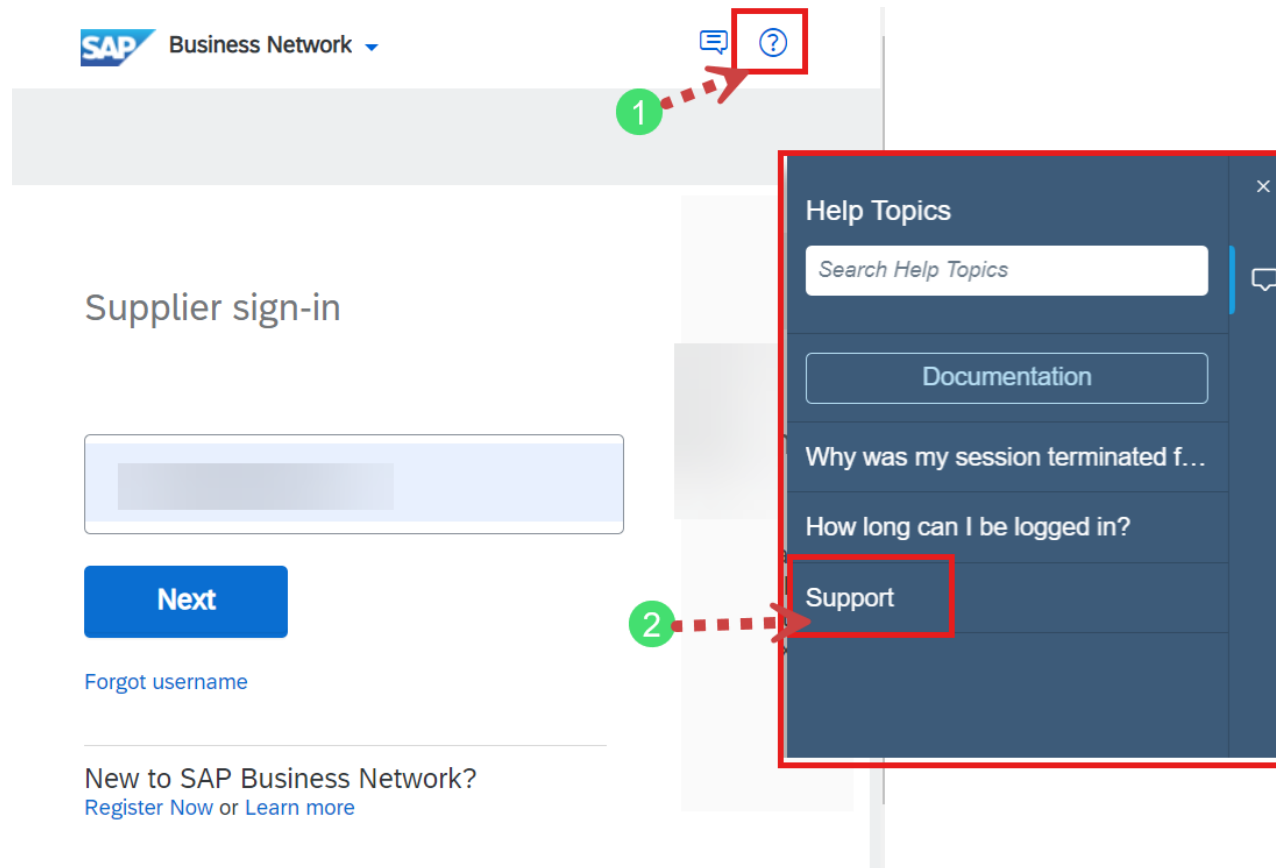 SAP Business Network
1
Supplier sign-in
Next
Forgot username
New to SAP Business Network?
Register Now or Learn more
Help Topics
Search Help Topics
Documentation
Why was my session terminated f...
How long can I be logged in?
Support
2